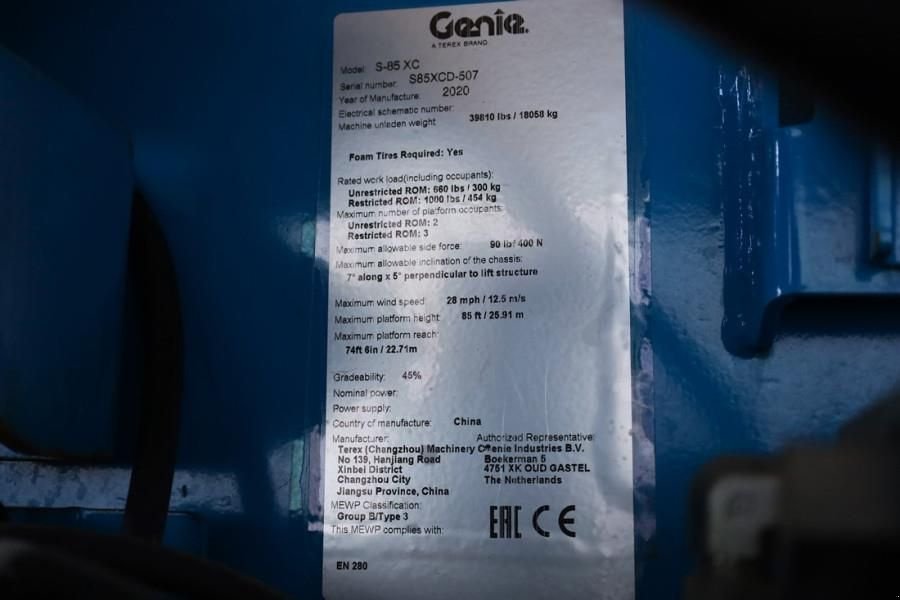 Genie.
A TEREX BRAND
Model: S-85 XC
Serial number: S85XCD-507
Year of Manufacture: 2020
Electrical schematic number:
Machine unladen weight: 39810 lbs / 18058 kg
Foam Tires Required: Yes
Rated work load(including occupants):
Unrestricted ROM: 660 lbs / 300 kg
Restricted ROM: 1000 lbs / 454 kg
Maximum number of platform occupants:
Unrestricted ROM: 2
Restricted ROM: 3
Maximum allowable side force: 90 lbf 400 N
Maximum allowable inclination of the chassis:
7° along x 5° perpendicular to lift structure
Maximum wind speed: 28 mph / 12.5 m/s
Maximum platform height: 85 ft / 25.91 m
Maximum platform reach:
74ft 6in / 22.71m
Gradeability: 45%
Nominal power:
Power supply:
Country of manufacture: China
Manufacturer: Authorized Representative:
Terex (Changzhou) Machinery C Genie Industries B.V.
No 139, Hanjiang Road Boekerman 5
Xinbei District 4751 XK OUD GASTEL
Changzhou City The Netherlands
Jiangsu Province, China
MEWP Classification:
Group B/Type 3
This MEWP complies with: EAC CE
EN 280